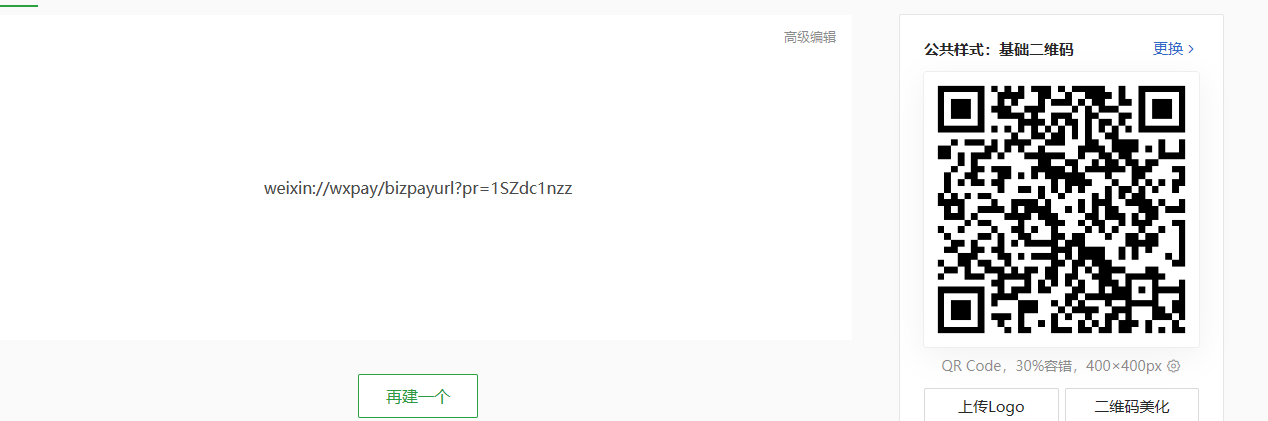 高级编辑
weixin://wxpay/bizpayurl?pr=1SZdc1nzz
再建一个
公共样式：基础二维码
更换 >
QR Code，30%容错，400×400px
上传Logo
二维码美化